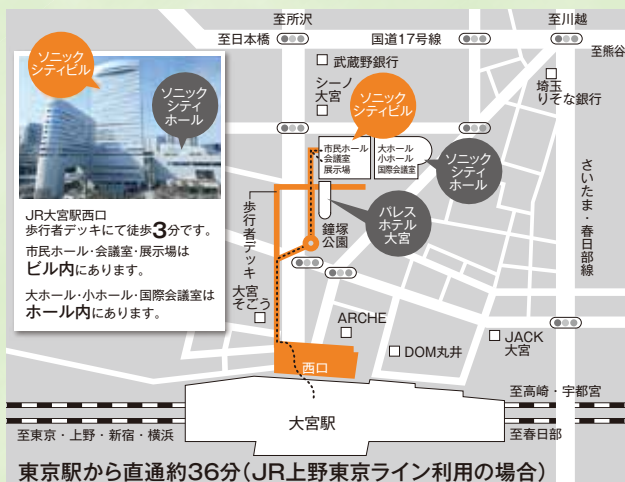 至所沢
至川越
至日本橋
国道17号線
至熊谷
ソニック
シティビル
ソニック
シティ
ホール
JR大宮駅西口
歩行者デッキにて徒歩3分です。
市民ホール・会議室・展示場は
ビル内にあります。
大ホール・小ホール・国際会議室は
ホール内にあります。
武蔵野銀行
シーノ
大宮
ソニック
シティビル
埼玉
りそな銀行
市民ホール
会議室
展示場
大ホール
小ホール
国際会議室
ソニック
シティ
ホール
さいたま・春日部線
歩行者デッキ
鐘塚
公園
パレス
ホテル
大宮
大宮
そごう
ARCHE
DOM丸井
JACK
大宮
西口
大宮駅
至高崎・宇都宮
至東京・上野・新宿・横浜
至春日部
東京駅から直通約36分(JR上野東京ライン利用の場合)